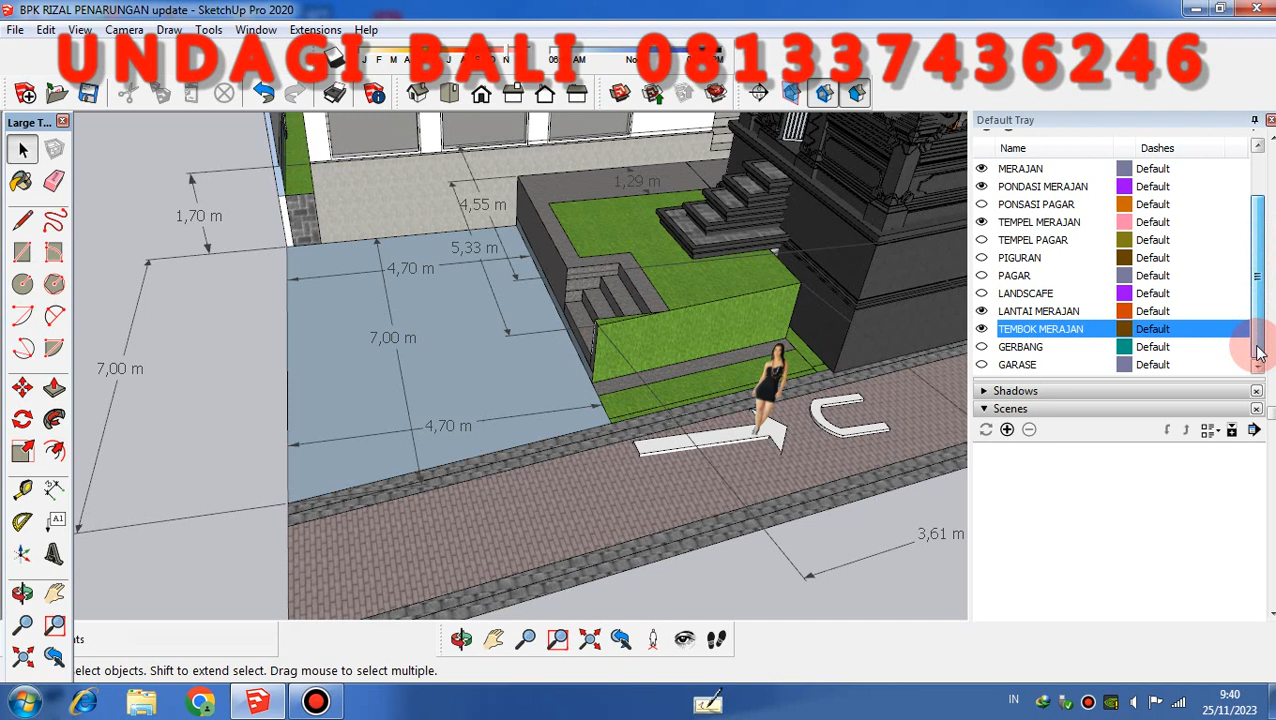 BPK RIZAL PENARUNGAN update - SketchUp Pro 2020
File Edit View Camera Draw Tools Window Extensions Help
UNDAGI BALI 081337436246
J F M
Large T...
Default Tray
Name Dashes
MERAJAN Default
PONDASI MERAJAN Default
PONSASI PAGAR Default
TEMPEL MERAJAN Default
TEMPEL PAGAR Default
PIGURAN Default
PAGAR Default
LANDSCAFE Default
LANTAI MERAJAN Default
TEMBOK MERAJAN Default
GERBANG Default
GARASE Default
Shadows
Scenes
1,29 m
4,55 m
1,70 m
5,33 m
4,70 m
7,00 m
7,00 m
4,70 m
3,61 m
A1
nts
elect objects. Shift to extend select. Drag mouse to select multiple.
IN
9:40
25/11/2023